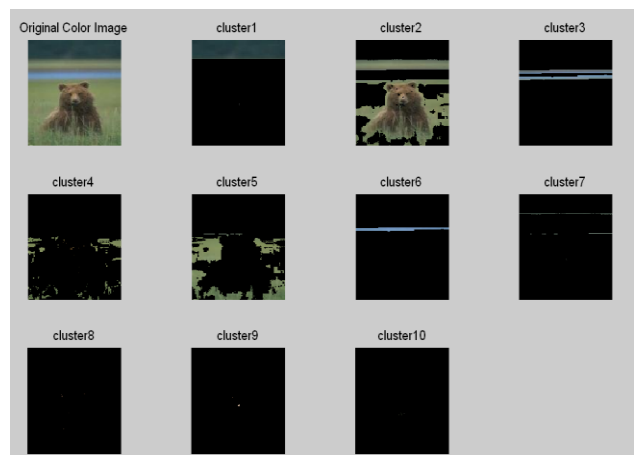 Original Color Image
cluster1
cluster2
cluster3
cluster4
cluster5
cluster6
cluster7
cluster8
cluster9
cluster10